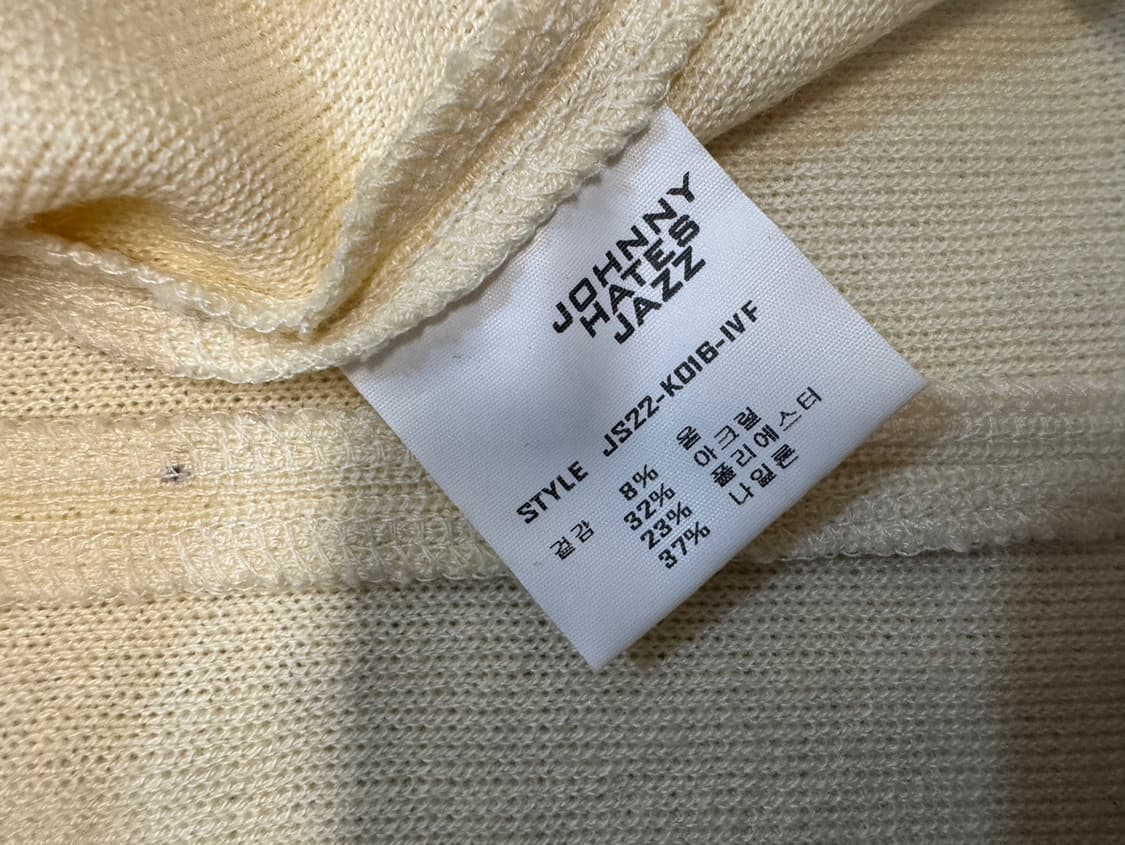 JOHNNY
HATES
JAZZ
STYLE JS22-K016-IVF
겉감 8% 울
32% 아크릴
23% 폴리에스터
37% 나일론